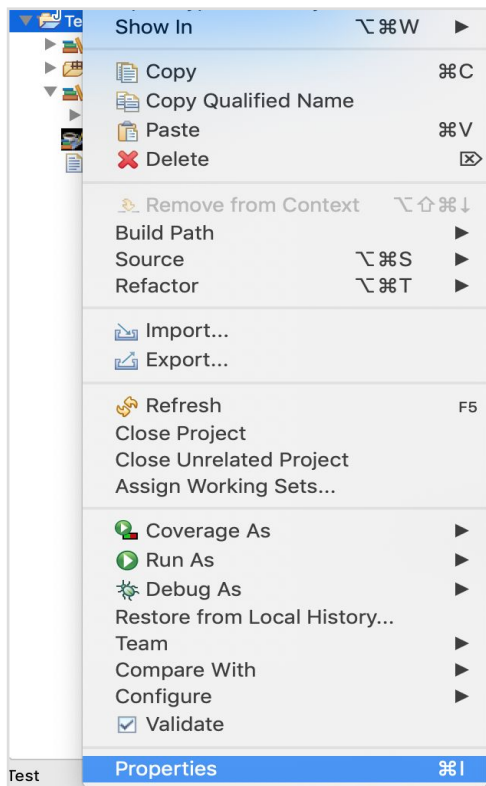 Te
Show In ⌥⌘W ▶
Copy ⌘C
Copy Qualified Name
Paste ⌘V
Delete ⌦
Remove from Context ⌥⇧⌘↓
Build Path ▶
Source ⌥⌘S ▶
Refactor ⌥⌘T ▶
Import...
Export...
Refresh F5
Close Project
Close Unrelated Project
Assign Working Sets...
Coverage As ▶
Run As ▶
Debug As ▶
Restore from Local History...
Team ▶
Compare With ▶
Configure ▶
Validate
Properties ⌘I
Test